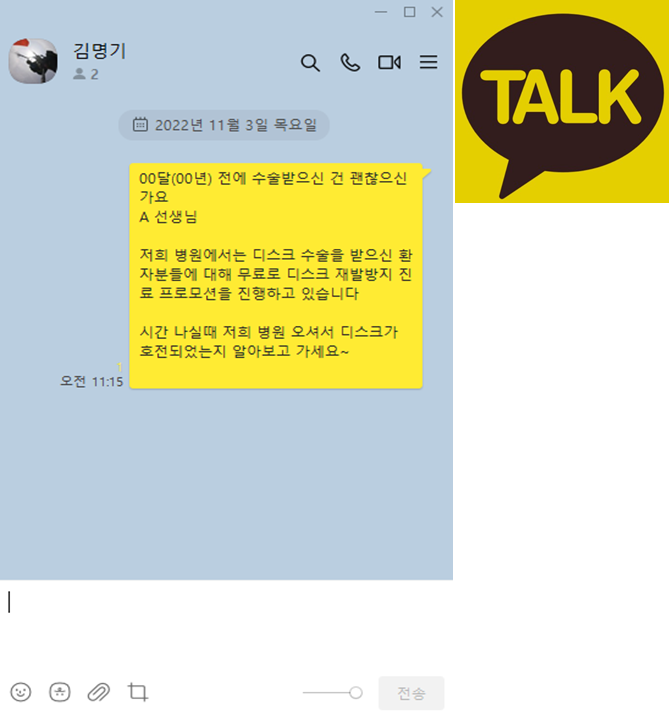 김명기
2
2022년 11월 3일 목요일
00달(00년) 전에 수술받으신 건 괜찮으신
가요
A 선생님
저희 병원에서는 디스크 수술을 받으신 환
자분들에 대해 무료로 디스크 재발방지 진
료 프로모션을 진행하고 있습니다
시간 나실때 저희 병원 오셔서 디스크가
호전되었는지 알아보고 가세요~
1
오전 11:15
전송
TALK